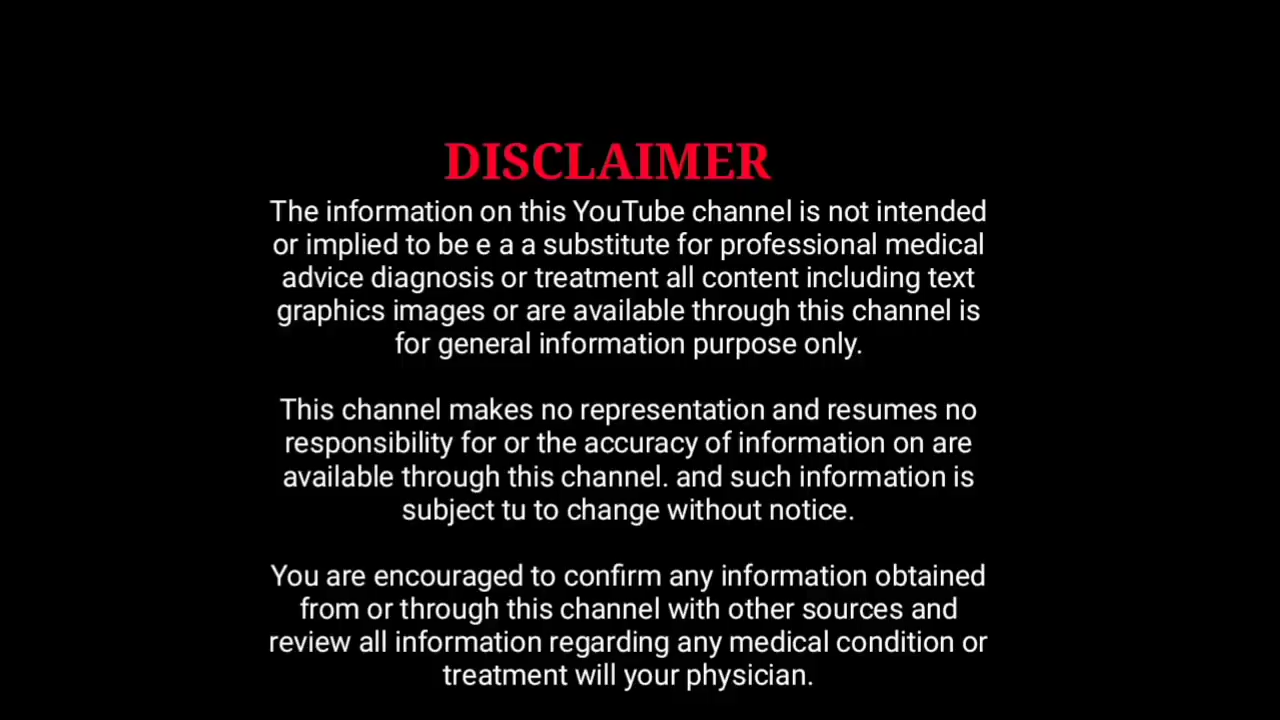 DISCLAIMER
The information on this YouTube channel is not intended
or implied to be e a a substitute for professional medical
advice diagnosis or treatment all content including text
graphics images or are available through this channel is
for general information purpose only.
This channel makes no representation and resumes no
responsibility for or the accuracy of information on are
available through this channel. and such information is
subject tu to change without notice.
You are encouraged to confirm any information obtained
from or through this channel with other sources and
review all information regarding any medical condition or
treatment will your physician.